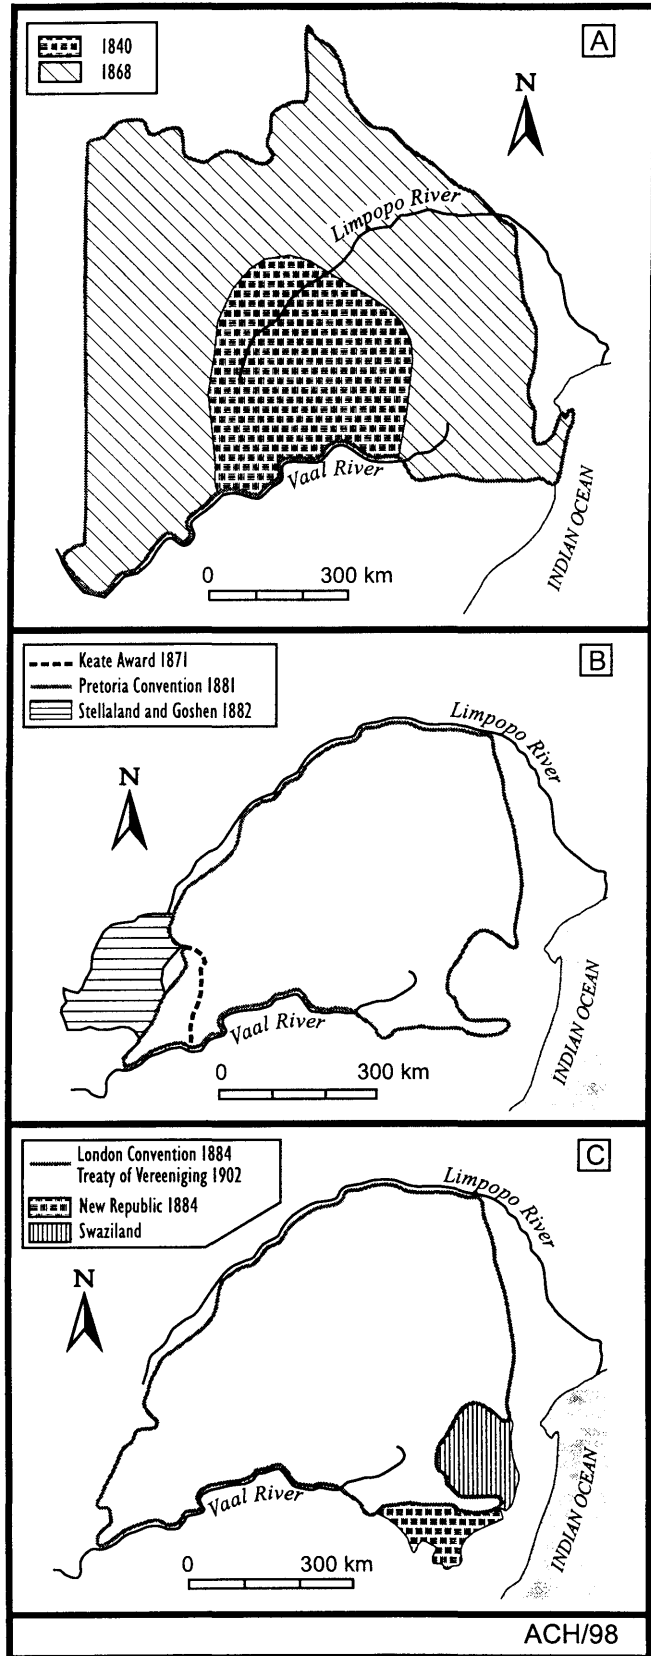 1840
1868
A
N
Limpopo River
Vaal River
INDIAN OCEAN
0 300 km
Keate Award 1871
Pretoria Convention 1881
Stellaland and Goshen 1882
B
Limpopo River
N
Vaal River
INDIAN OCEAN
0 300 km
London Convention 1884
Treaty of Vereeniging 1902
New Republic 1884
Swaziland
C
Limpopo River
N
Vaal River
INDIAN OCEAN
0 300 km
ACH/98